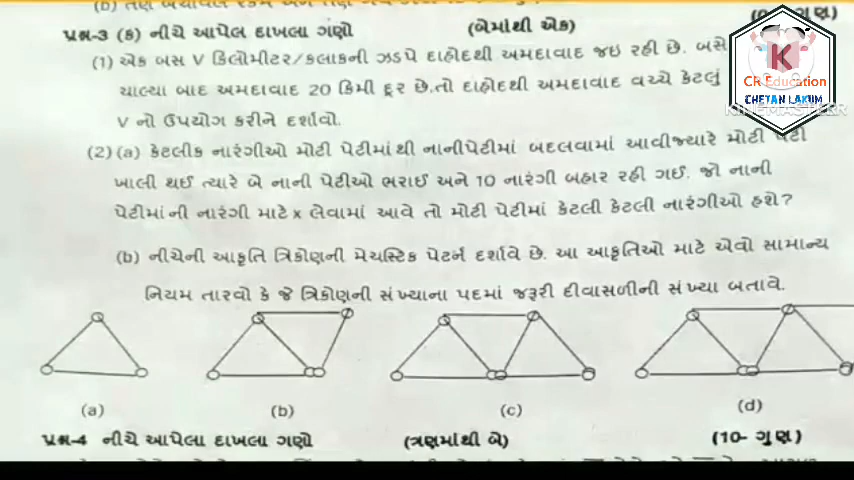 પ્રશ્ન-3 (ક) નીચે આપેલ દાખલા ગણો (બેમાંથી એક)
(1) એક બસ V કિલોમીટર/કલાકની ઝડપે દાહોદથી અમદાવાદ જઇ રહી છે. બસે
ચાલ્યા બાદ અમદાવાદ 20 કિમી દૂર છે.તો દાહોદથી અમદાવાદ વચ્ચે કેટલું
V નો ઉપયોગ કરીને દર્શાવો.
(2) (a) કેટલીક નારંગીઓ મોટી પેટીમાંથી નાનીપેટીમાં બદલવામાં આવીજ્યારે મોટી પેટી
ખાલી થઈ ત્યારે બે નાની પેટીઓ ભરાઈ અને 10 નારંગી બહાર રહી ગઈ. જો નાની
પેટીમાંની નારંગી માટે x લેવામાં આવે તો મોટી પેટીમાં કેટલી કેટલી નારંગીઓ હશે?
(b) નીચેની આકૃતિ ત્રિકોણની મેચસ્ટિક પેટર્ન દર્શાવે છે. આ આકૃતિઓ માટે એવો સામાન્ય
નિયમ તારવો કે જે ત્રિકોણની સંખ્યાના પદમાં જરૂરી દીવાસળીની સંખ્યા બતાવે.
(a) (b) (c) (d)
પ્રશ્ન-4 નીચે આપેલા દાખલા ગણો (ત્રણમાંથી બે) (10- ગુણ)
K
CR Education
CHETAN LAKUM
KINEMASTER